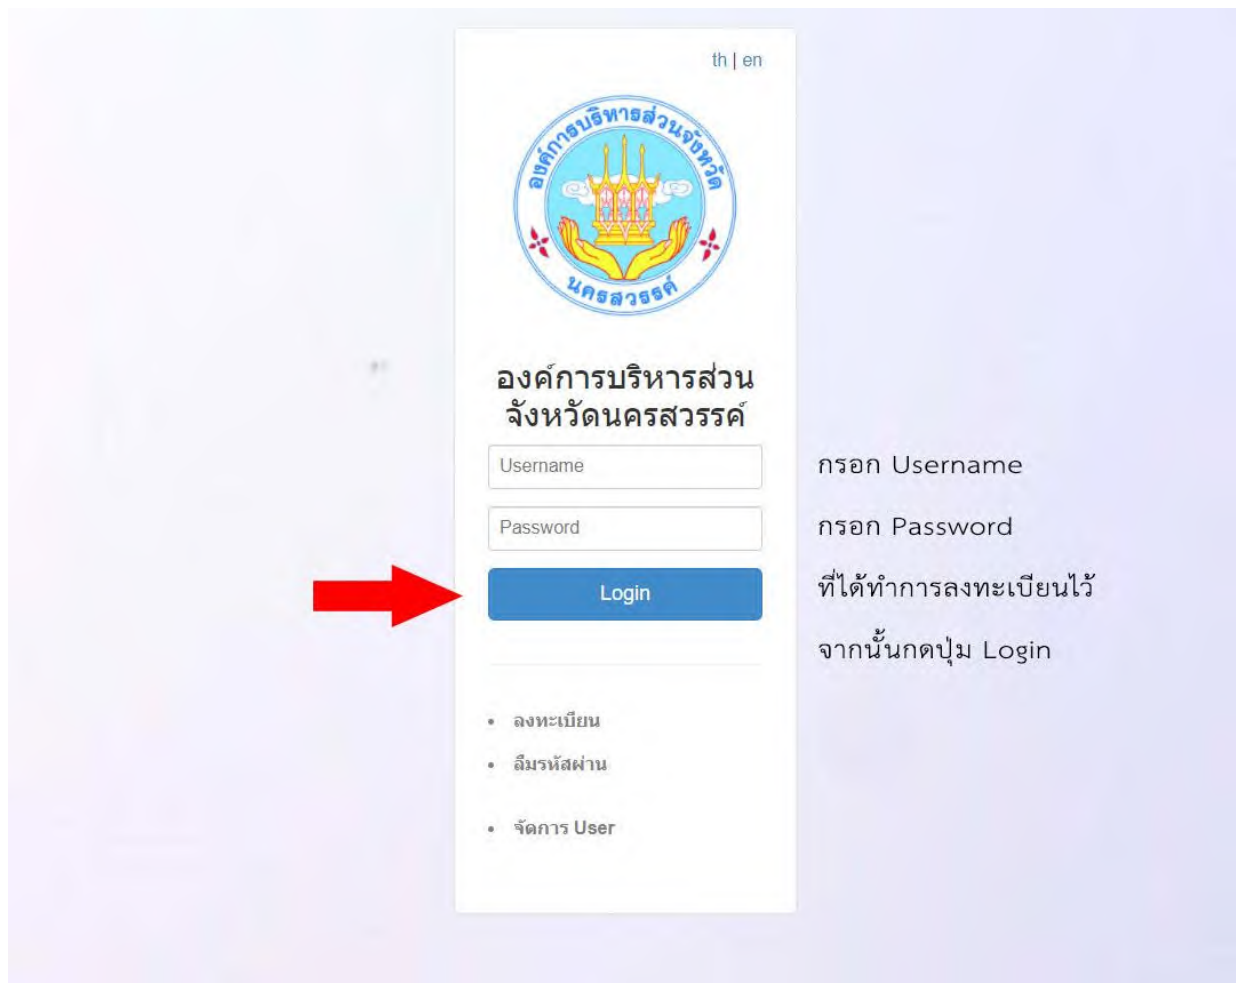 th | en
องค์การบริหารส่วนจังหวัด
นครสวรรค์
องค์การบริหารส่วน
จังหวัดนครสวรรค์
Username
กรอก Username
Password
กรอก Password
Login
ที่ได้ทำการลงทะเบียนไว้
จากนั้นกดปุ่ม Login
• ลงทะเบียน
• ลืมรหัสผ่าน
• จัดการ User